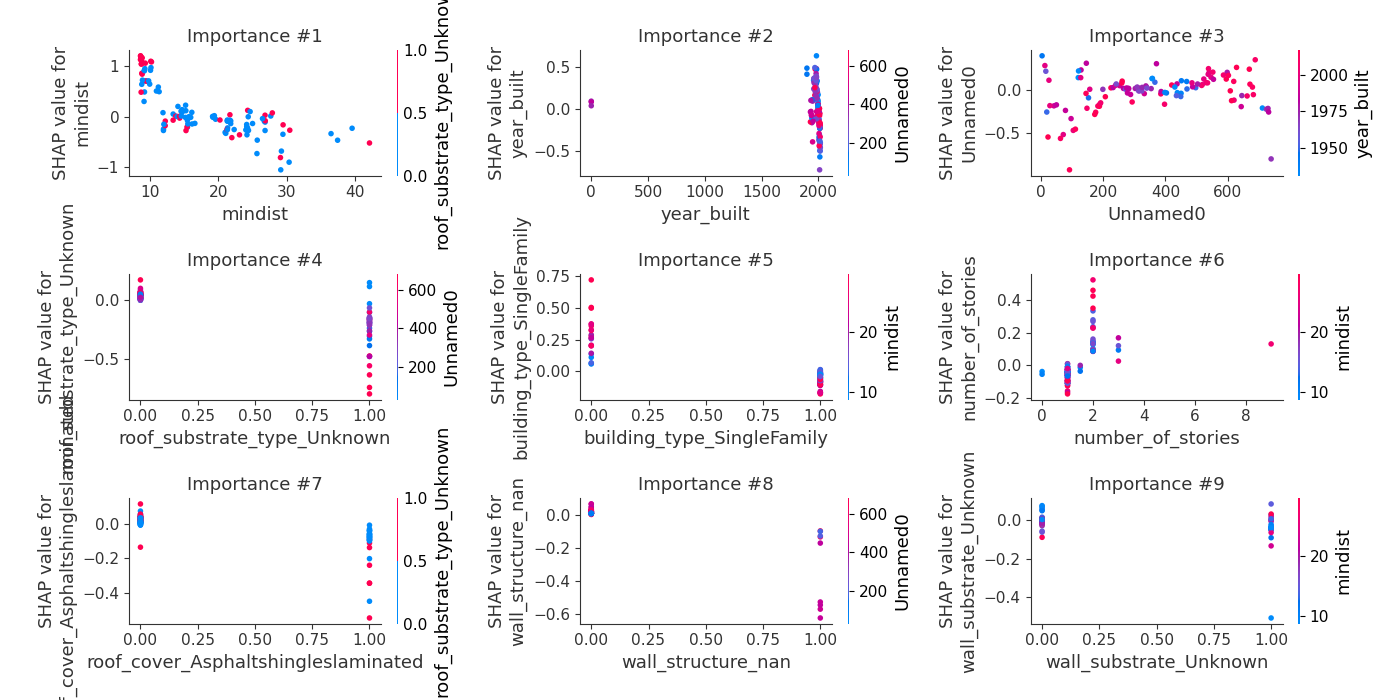 Importance #1
SHAP value for
mindist
1
0
−1
10
20
30
40
mindist
1.0
0.5
0.0
roof_substrate_type_Unknown
Importance #2
SHAP value for
year_built
0.5
0.0
−0.5
0
500
1000
1500
2000
year_built
600
400
200
Unnamed0
Importance #3
SHAP value for
Unnamed0
0.0
−0.5
0
200
400
600
Unnamed0
2000
1975
1950
year_built
Importance #4
SHAP value for
roof_substrate_type_Unknown
0.0
−0.5
0.00
0.25
0.50
0.75
1.00
roof_substrate_type_Unknown
600
400
200
Unnamed0
Importance #5
SHAP value for
building_type_SingleFamily
0.75
0.50
0.25
0.00
0.00
0.25
0.50
0.75
1.00
building_type_SingleFamily
20
10
mindist
Importance #6
SHAP value for
number_of_stories
0.4
0.2
0.0
−0.2
0
2
4
6
8
number_of_stories
20
10
mindist
Importance #7
SHAP value for
f_cover_Asphaltshingleslaminated
0.0
−0.2
−0.4
0.00
0.25
0.50
0.75
1.00
roof_cover_Asphaltshingleslaminated
1.0
0.5
0.0
roof_substrate_type_Unknown
Importance #8
SHAP value for
wall_structure_nan
0.0
−0.2
−0.4
−0.6
0.00
0.25
0.50
0.75
1.00
wall_structure_nan
600
400
200
Unnamed0
Importance #9
SHAP value for
wall_substrate_Unknown
0.0
−0.2
−0.4
0.00
0.25
0.50
0.75
1.00
wall_substrate_Unknown
20
10
mindist